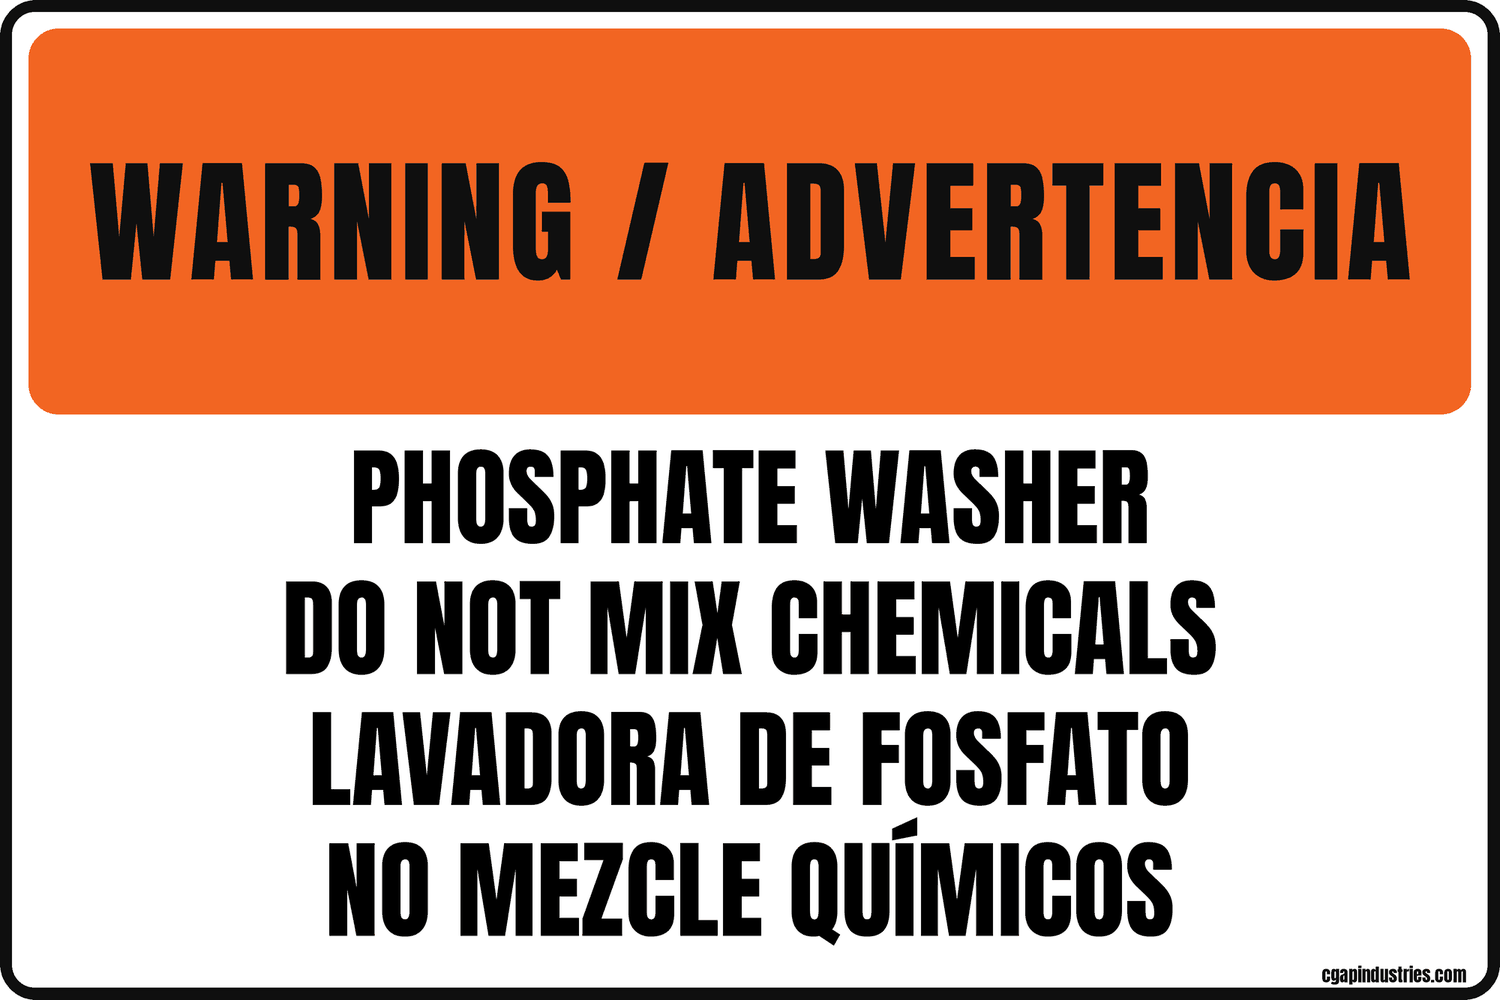 WARNING / ADVERTENCIA
PHOSPHATE WASHER
DO NOT MIX CHEMICALS
LAVADORA DE FOSFATO
NO MEZCLE QUÍMICOS
cgapindustries.com